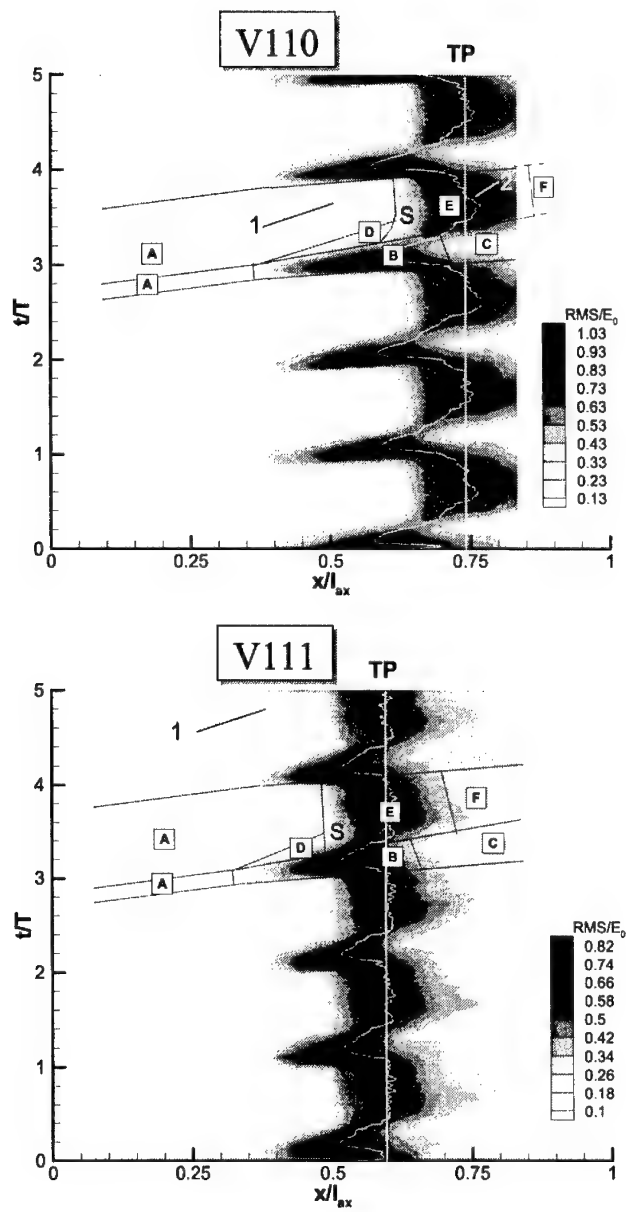 V110
TP
5
4
3
2
1
0
t/T
1
2
S
A
A
D
B
E
C
F
RMS/E₀
1.03
0.93
0.83
0.73
0.63
0.53
0.43
0.33
0.23
0.13
0 0.25 0.5 0.75 1
x/lₐₓ
V111
TP
5
4
3
2
1
0
t/T
1
S
A
A
D
B
E
C
F
RMS/E₀
0.82
0.74
0.66
0.58
0.5
0.42
0.34
0.26
0.18
0.1
0 0.25 0.5 0.75 1
x/lₐₓ